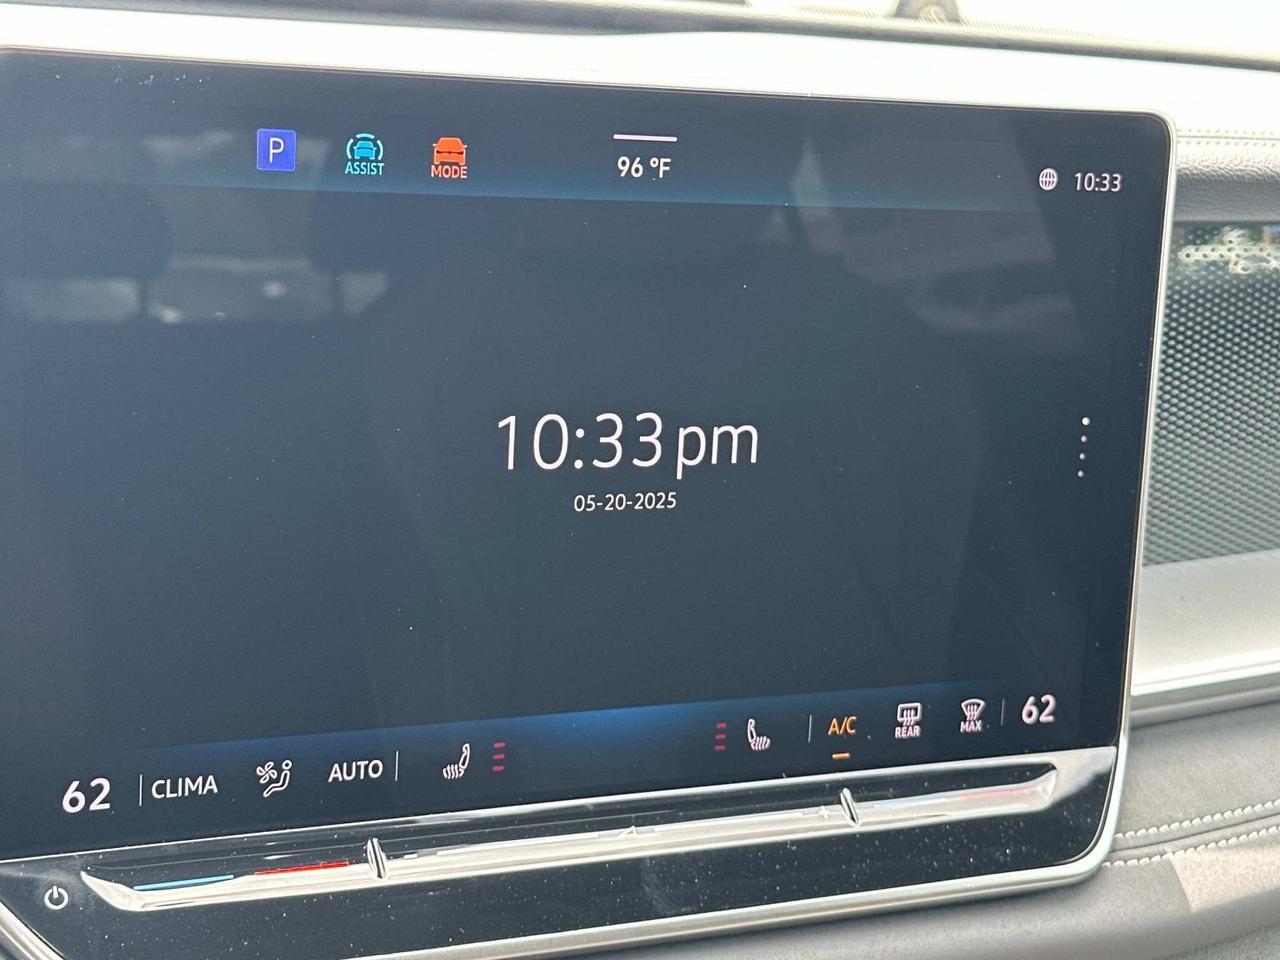 P
ASSIST
MODE
96 °F
10:33
10:33 pm
05-20-2025
62
CLIMA
AUTO
A/C
REAR
MAX
62